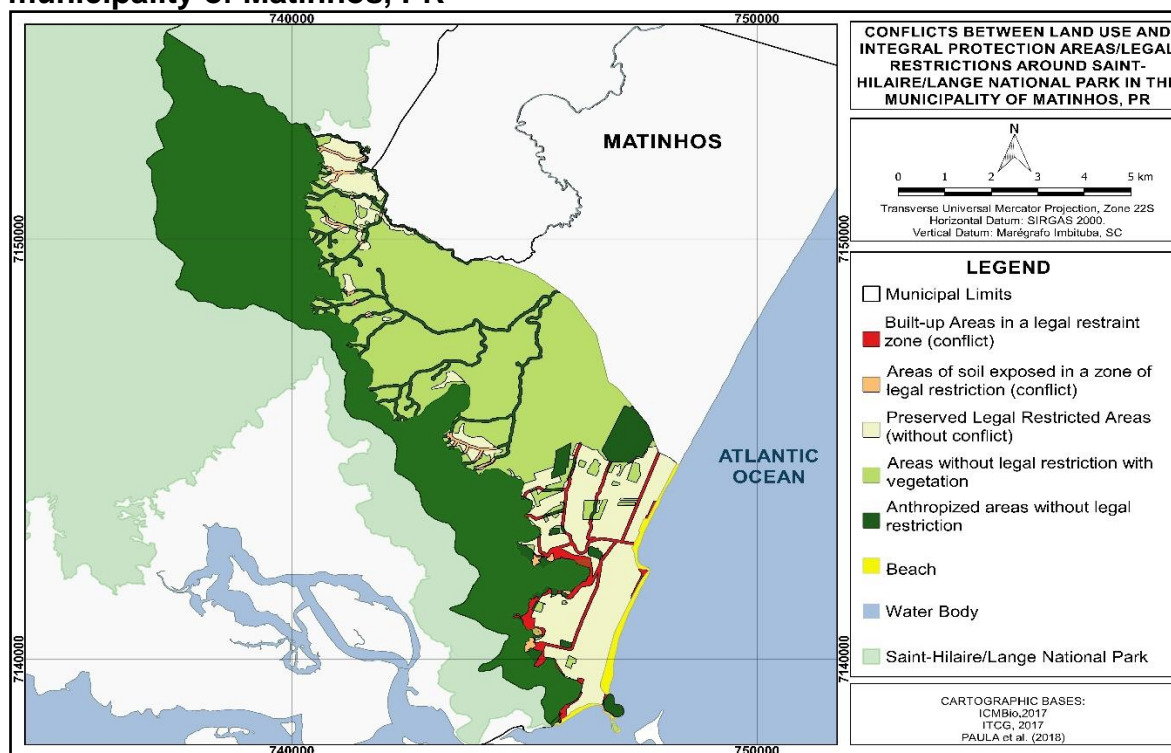 municipality of Matinhos, PR
740000
750000
CONFLICTS BETWEEN LAND USE AND
INTEGRAL PROTECTION AREAS/LEGAL
RESTRICTIONS AROUND SAINT-
HILAIRE/LANGE NATIONAL PARK IN THE
MUNICIPALITY OF MATINHOS, PR
N
0 1 2 3 4 5 km
Transverse Universal Mercator Projection, Zone 22S
Horizontal Datum: SIRGAS 2000.
Vertical Datum: Marégrafo Imbituba, SC
MATINHOS
7150000
7150000
ATLANTIC
OCEAN
LEGEND
Municipal Limits
Built-up Areas in a legal restraint
zone (conflict)
Areas of soil exposed in a zone of
legal restriction (conflict)
Preserved Legal Restricted Areas
(without conflict)
Areas without legal restriction with
vegetation
Anthropized areas without legal
restriction
Beach
Water Body
Saint-Hilaire/Lange National Park
7140000
7140000
CARTOGRAPHIC BASES:
ICMBio,2017
ITCG, 2017
PAULA et al. (2018)
740000
750000